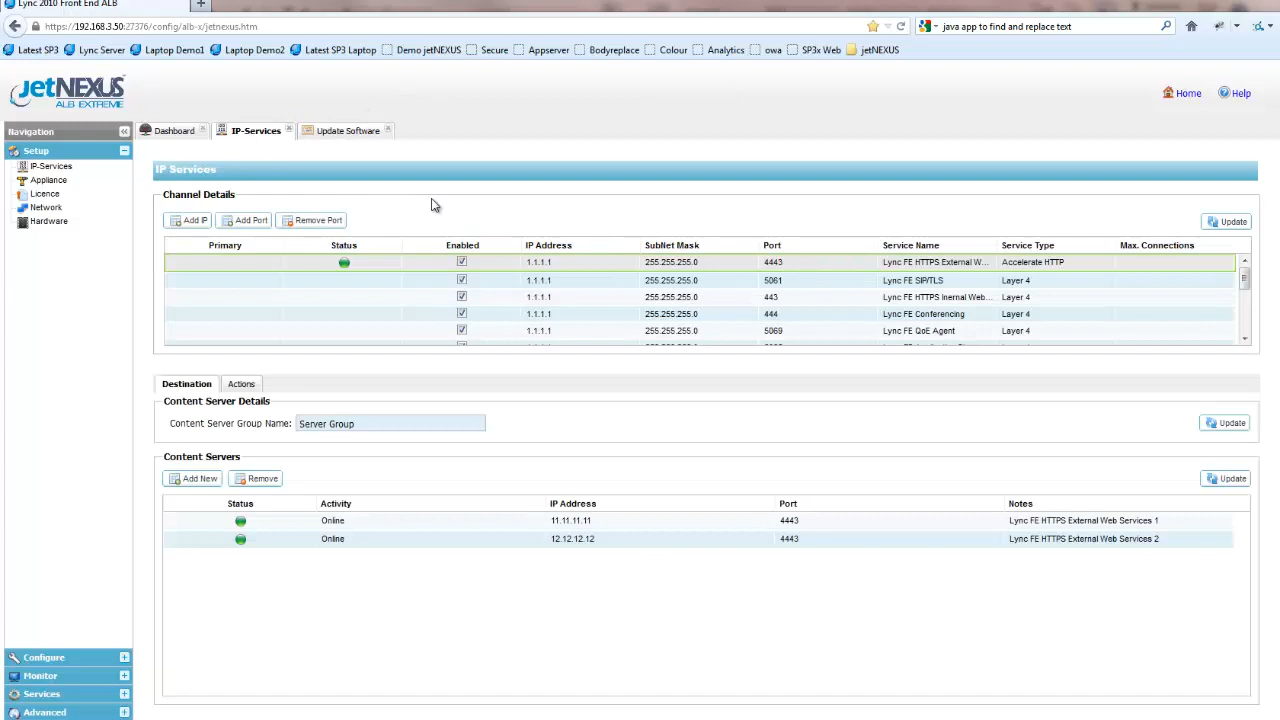 Lync 2010 Front End ALB
https://192.168.3.50:27376/config/alb-x/jetnexus.htm
java app to find and replace text
Latest SP3 Lync Server Laptop Demo1 Laptop Demo2 Latest SP3 Laptop Demo jetNEXUS Secure Appserver Bodyreplace Colour Analytics owa SP3x Web jetNEXUS
jetNEXUS
ALB EXTREME
Home Help
Navigation
Dashboard IP-Services Update Software
Setup
IP-Services
Appliance
Licence
Network
Hardware
IP Services
Channel Details
Add IP Add Port Remove Port Update
Primary Status Enabled IP Address SubNet Mask Port Service Name Service Type Max. Connections
1.1.1.1 255.255.255.0 4443 Lync FE HTTPS External W... Accelerate HTTP
1.1.1.1 255.255.255.0 5061 Lync FE SIP/TLS Layer 4
1.1.1.1 255.255.255.0 443 Lync FE HTTPS Inernal Web... Layer 4
1.1.1.1 255.255.255.0 444 Lync FE Conferencing Layer 4
1.1.1.1 255.255.255.0 5069 Lync FE QoE Agent Layer 4
Destination Actions
Content Server Details
Content Server Group Name: Server Group Update
Content Servers
Add New Remove Update
Status Activity IP Address Port Notes
Online 11.11.11.11 4443 Lync FE HTTPS External Web Services 1
Online 12.12.12.12 4443 Lync FE HTTPS External Web Services 2
Configure
Monitor
Services
Advanced